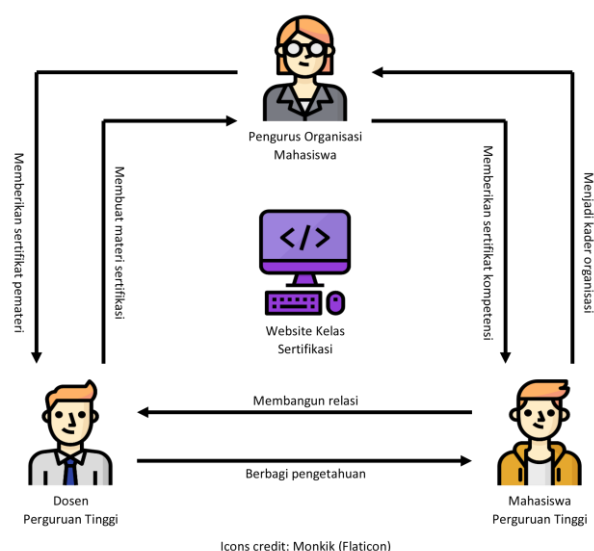 Pengurus Organisasi
Mahasiswa
Memberikan sertifikat pemateri
Membuat materi sertifikasi
Memberikan sertifikat kompetensi
Menjadi kader organisasi
</>
Website Kelas
Sertifikasi
Membangun relasi
Berbagi pengetahuan
Dosen
Perguruan Tinggi
Mahasiswa
Perguruan Tinggi
Icons credit: Monkik (Flaticon)